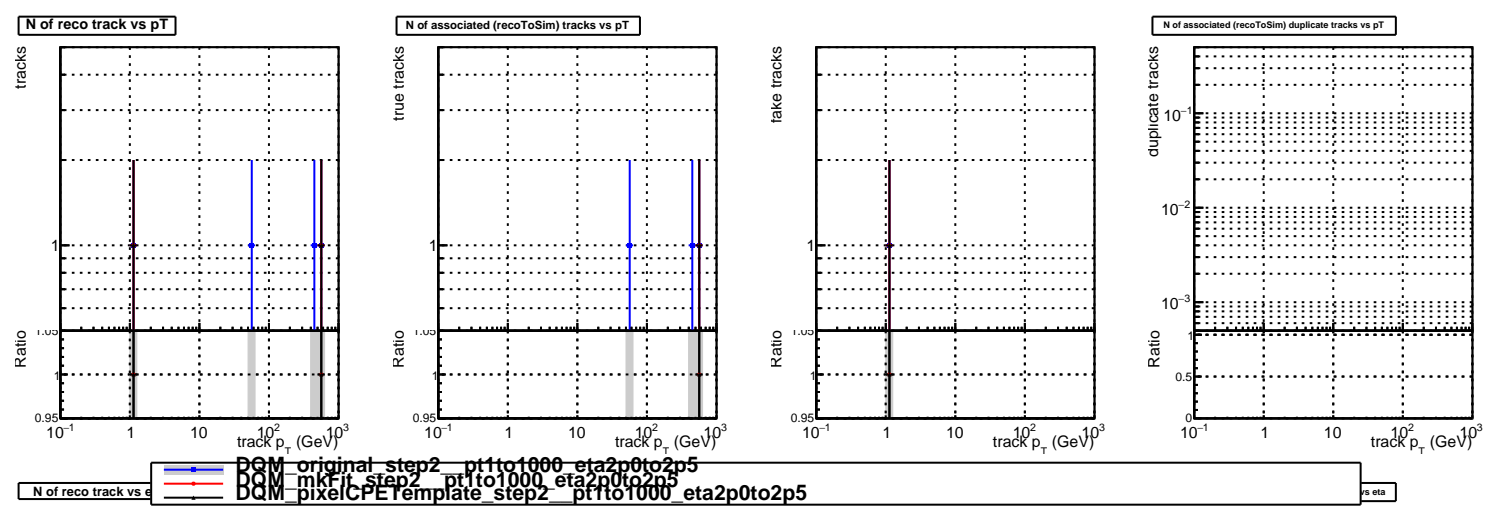 N of reco track vs pT
N of associated (recoToSim) tracks vs pT
N of associated (recoToSim) duplicate tracks vs pT
tracks
1
1.05
Ratio
1
0.95
10⁻¹ 1 10 10² 10³
track p_T (GeV)
true tracks
1
1.05
Ratio
1
0.95
10⁻¹ 1 10 10² 10³
track p_T (GeV)
fake tracks
1
1.05
Ratio
1
0.95
10⁻¹ 1 10 10² 10³
track p_T (GeV)
duplicate tracks
10⁻¹
10⁻²
10⁻³
Ratio
1
0.5
0
10⁻¹ 1 10 10² 10³
track p_T (GeV)
DQM_original_step2__pt1to1000_eta2p0to2p5
DQM_mkFit_step2__pt1to1000_eta2p0to2p5
DQM_pixelCPETemplate_step2__pt1to1000_eta2p0to2p5
N of reco track vs e
vs eta